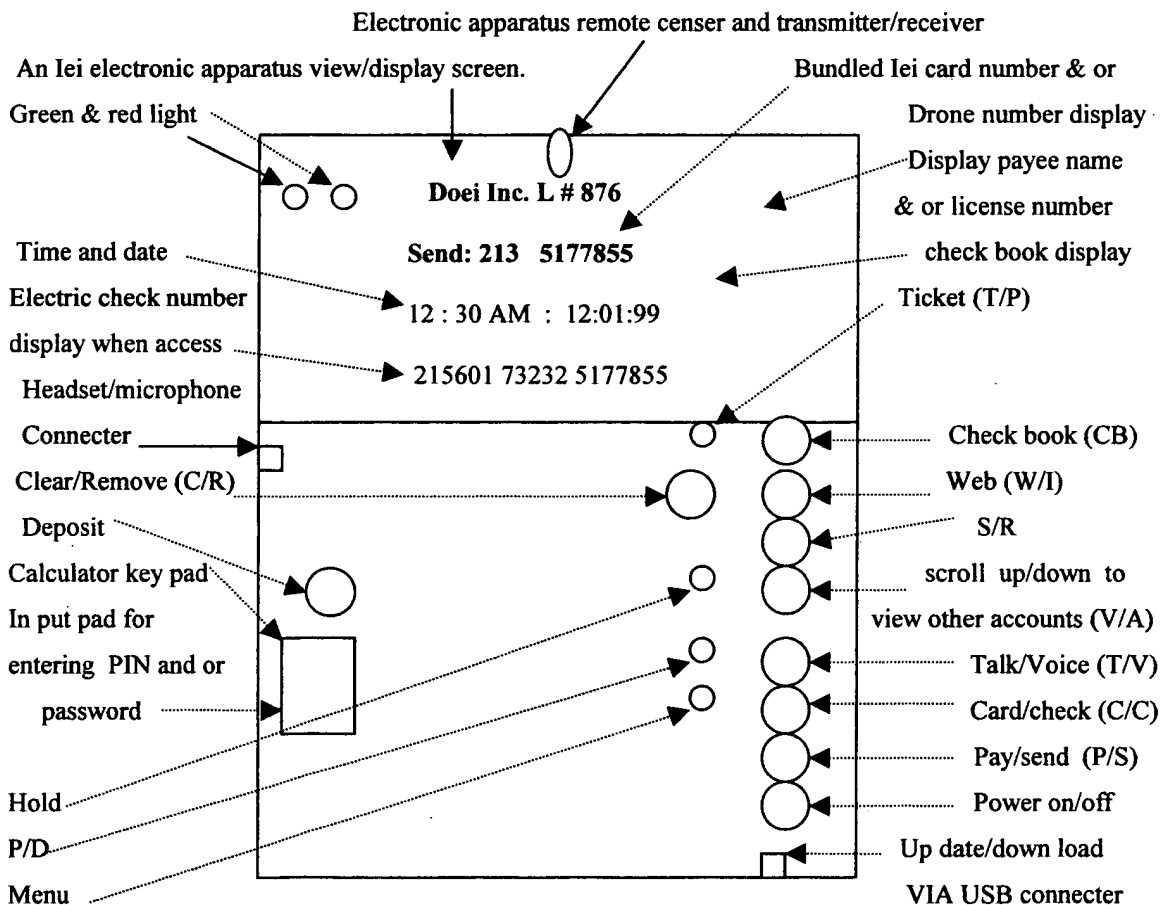 Electronic apparatus remote censer and transmitter/receiver
An Iei electronic apparatus view/display screen.
Bundled Iei card number & or
Green & red light
Drone number display
Display payee name
Doei Inc. L # 876
& or license number
Time and date
Send: 213 5177855
check book display
Electric check number
12 : 30 AM : 12:01:99
Ticket (T/P)
display when access
215601 73232 5177855
Headset/microphone
Connecter
Check book (CB)
Clear/Remove (C/R)
Web (W/I)
Deposit
S/R
Calculator key pad
scroll up/down to
In put pad for
view other accounts (V/A)
entering PIN and or
Talk/Voice (T/V)
password
Card/check (C/C)
Pay/send (P/S)
Hold
Power on/off
P/D
Up date/down load
Menu
VIA USB connecter